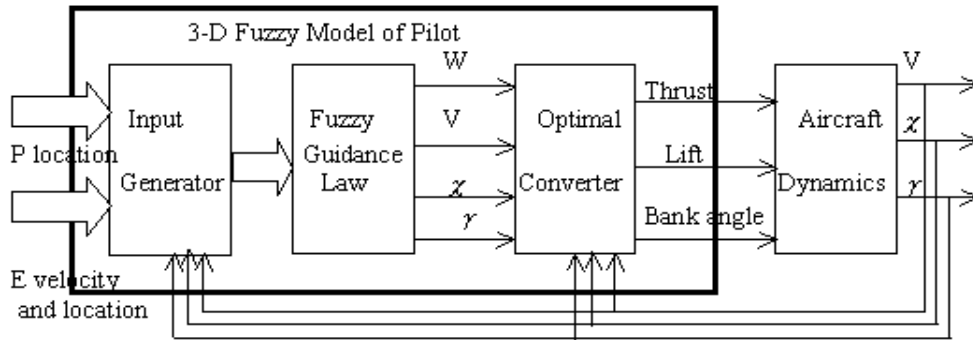 3-D Fuzzy Model of Pilot
P location
E velocity
and location
Input
Generator
Fuzzy
Guidance
Law
W
V
χ
γ
Optimal
Converter
Thrust
Lift
Bank angle
Aircraft
Dynamics
V
χ
γ